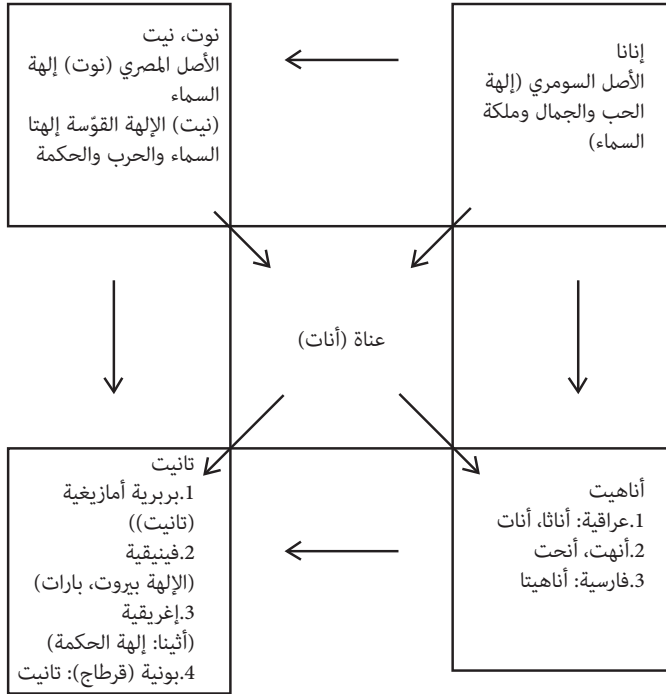 إنانا
الأصل السومري (إلهة
الحب والجمال وملكة
السماء)
نوت، نيت
الأصل المصري (نوت) إلهة
السماء
(نيت) الإلهة القوّسة إلهتا
السماء والحرب والحكمة
عناة (أنات)
أناهيت
1.عراقية: أناثا، أنات
2.أنهت، أنحت
3.فارسية: أناهيتا
تانيت
1.بربرية أمازيغية
(تانيت))
2.فينيقية
(الإلهة بيروت، بارات)
3.إغريقية
(أثينا: إلهة الحكمة)
4.بونية (قرطاج): تانيت